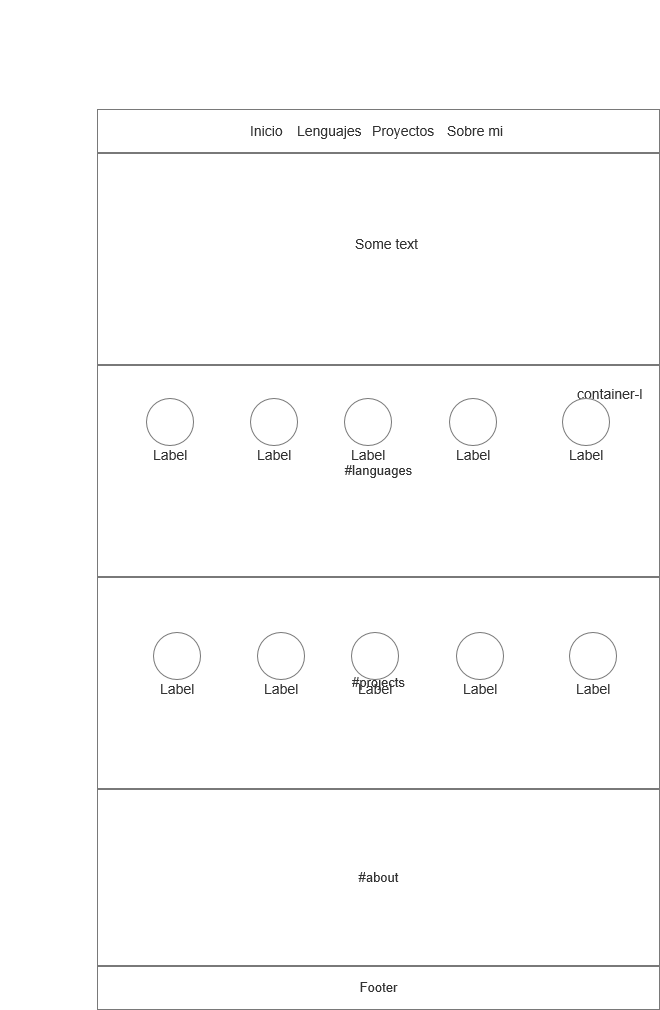 Inicio Lenguajes Proyectos Sobre mi
Some text
container-l
Label Label Label Label Label
#languages
#projects
Label Label Label Label Label
#about
Footer